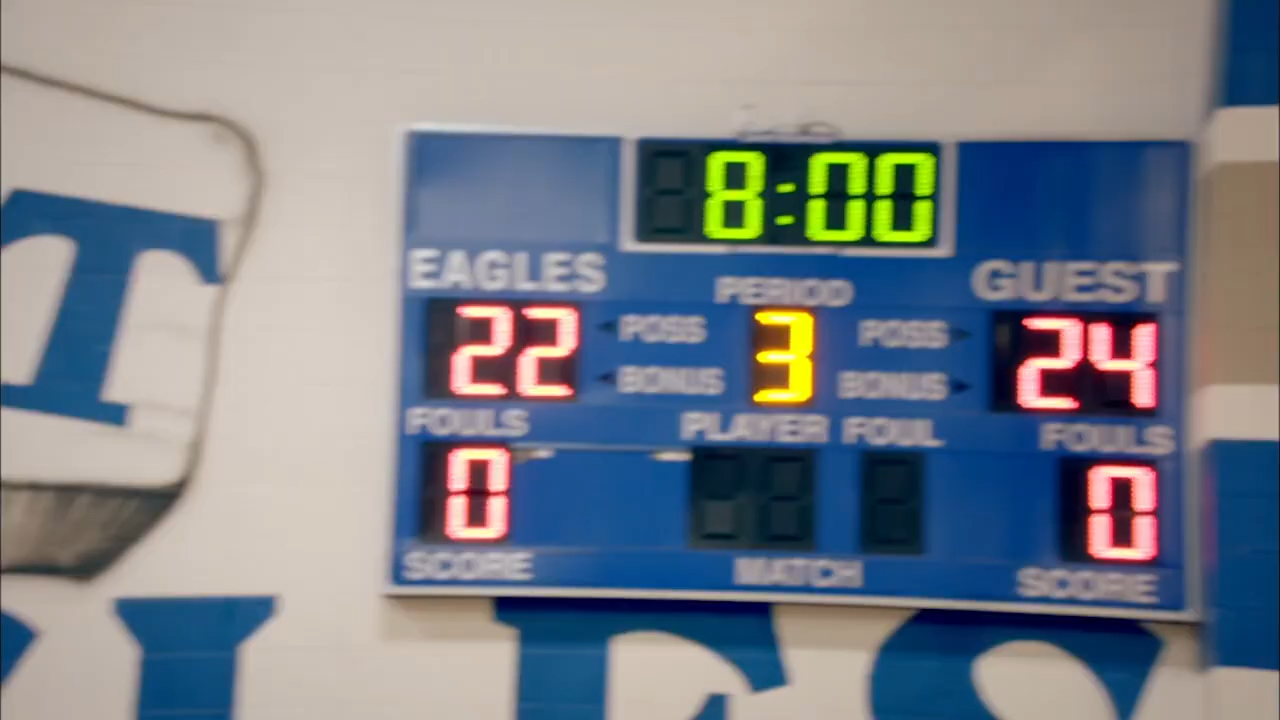 8:00
EAGLES PERIOD GUEST
22 POSS 3 POSS 24
BONUS BONUS
FOULS PLAYER FOUL FOULS
0 0
SCORE MATCH SCORE
T
LES